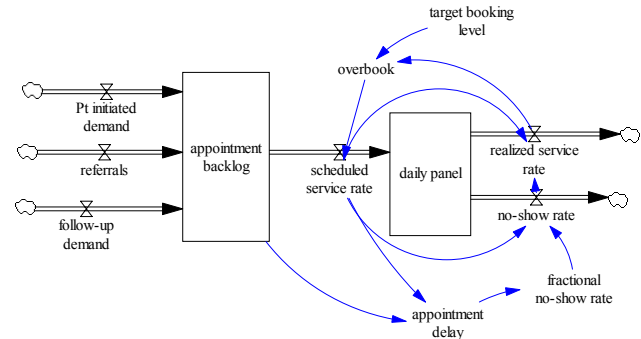 target booking
level
overbook
Pt initiated
demand
appointment
backlog
referrals
scheduled
service rate
daily panel
realized service
rate
follow-up
demand
no-show rate
fractional
no-show rate
appointment
delay